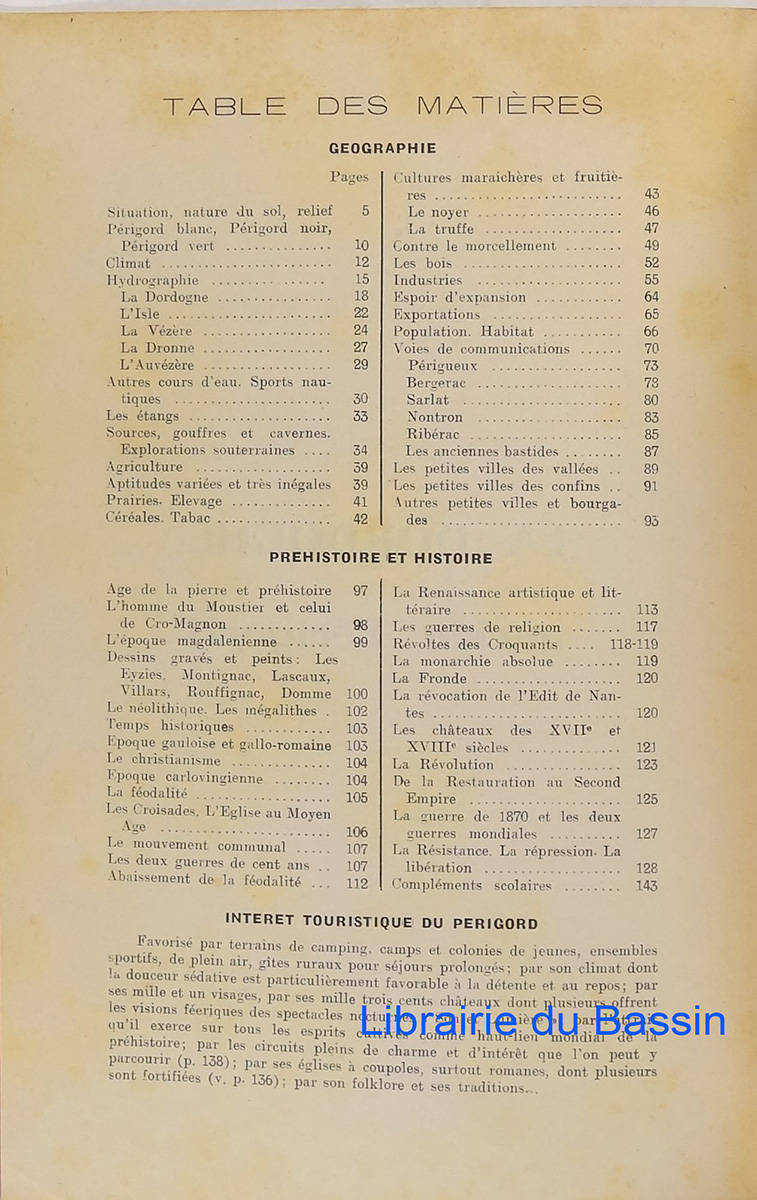 TABLE DES MATIÈRES
GEOGRAPHIE
Pages
Situation, nature du sol, relief 5
Périgord blanc, Périgord noir,
Périgord vert ............... 10
Climat ........................ 12
Hydrographie ................ 15
La Dordogne ................ 18
L'Isle ....................... 22
La Vézère .................. 24
La Dronne .................. 27
L'Auvézère .................. 29
Autres cours d'eau. Sports nau-
tiques ...................... 30
Les étangs .................... 33
Sources, gouffres et cavernes.
Explorations souterraines .... 34
Agriculture ................... 39
Aptitudes variées et très inégales 39
Prairies. Elevage .............. 41
Céréales. Tabac ................ 42
Cultures maraichères et fruitiè-
res .......................... 43
Le noyer .................... 46
La truffe .................... 47
Contre le morcellement ........ 49
Les bois ...................... 52
Industries .................... 55
Espoir d'expansion ............ 64
Exportations .................. 65
Population. Habitat ........... 66
Voies de communications ...... 70
Périgueux .................. 73
Bergerac .................... 78
Sarlat ...................... 80
Nontron .................... 83
Ribérac ..................... 85
Les anciennes bastides ........ 87
Les petites villes des vallées .. 89
Les petites villes des confins .. 91
Autres petites villes et bourga-
des .......................... 93
PREHISTOIRE ET HISTOIRE
Age de la pierre et préhistoire 97
L'homme du Moustier et celui
de Cro-Magnon ............. 98
L'époque magdalenienne ...... 99
Dessins gravés et peints : Les
Eyzies, Montignac, Lascaux,
Villars, Rouffignac, Domme 100
Le néolithique. Les mégalithes . 102
Temps historiques ............ 103
Epoque gauloise et gallo-romaine 103
Le christianisme .............. 104
Epoque carlovingienne ........ 104
La féodalité ................... 105
Les Croisades. L'Eglise au Moyen
Age ........................ 106
Le mouvement communal ..... 107
Les deux guerres de cent ans .. 107
Abaissement de la féodalité ... 112
La Renaissance artistique et lit-
téraire ...................... 113
Les guerres de religion ....... 117
Révoltes des Croquants .... 118-119
La monarchie absolue ........ 119
La Fronde .................... 120
La révocation de l'Edit de Nan-
tes .......................... 120
Les châteaux des XVIIe et
XVIIIe siècles .............. 121
La Révolution ................ 123
De la Restauration au Second
Empire ..................... 125
La guerre de 1870 et les deux
guerres mondiales .......... 127
La Résistance. La répression. La
libération ................... 128
Compléments scolaires ........ 143
INTERET TOURISTIQUE DU PERIGORD
Favorisé par terrains de camping, camps et colonies de jeunes, ensembles
sportifs, de plein air, gîtes ruraux pour séjours prolongés ; par son climat dont
la douceur sédative est particulièrement favorable à la détente et au repos ; par
ses mille et un visages, par ses mille trois cents châteaux dont plusieurs offrent
les visions féeriques des spectacles
qu'il exerce sur tous les esprits cultivés comme haut-lieu mondial de la
préhistoire ; par les circuits pleins de charme et d'intérêt que l'on peut y
parcourir (p. 138) ; par ses églises à coupoles, surtout romanes, dont plusieurs
sont fortifiées (v. p. 136) ; par son folklore et ses traditions...
Librairie du Bassin